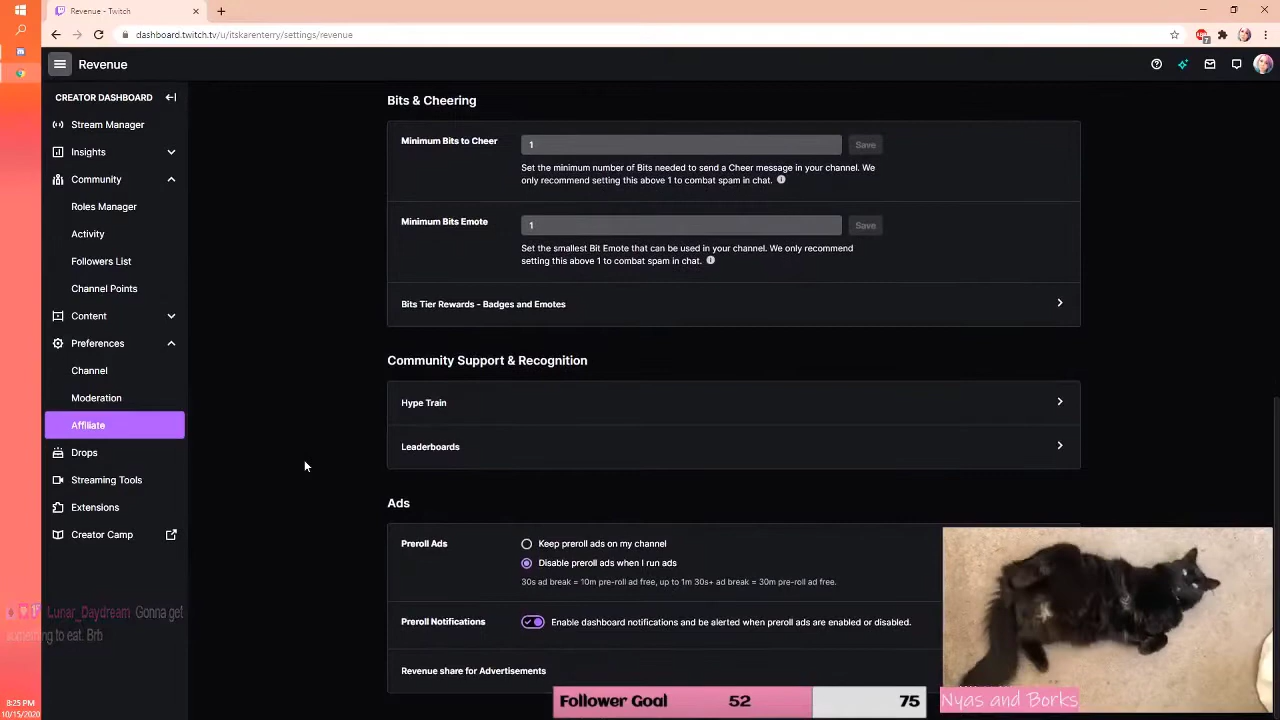 Revenue - Twitch
dashboard.twitch.tv/u/itskarenterry/settings/revenue
7
Revenue
CREATOR DASHBOARD
Stream Manager
Insights
Community
Roles Manager
Activity
Followers List
Channel Points
Content
Preferences
Channel
Moderation
Affiliate
Drops
Streaming Tools
Extensions
Creator Camp
Bits & Cheering
Minimum Bits to Cheer
1
Save
Set the minimum number of Bits needed to send a Cheer message in your channel. We
only recommend setting this above 1 to combat spam in chat.
Minimum Bits Emote
1
Save
Set the smallest Bit Emote that can be used in your channel. We only recommend
setting this above 1 to combat spam in chat.
Bits Tier Rewards - Badges and Emotes
Community Support & Recognition
Hype Train
Leaderboards
Ads
Preroll Ads
Keep preroll ads on my channel
Disable preroll ads when I run ads
30s ad break = 10m pre-roll ad free, up to 1m 30s+ ad break = 30m pre-roll ad free.
Preroll Notifications
Enable dashboard notifications and be alerted when preroll ads are enabled or disabled.
Revenue share for Advertisements
Lunar_Daydream Gonna get
something to eat. Brb
8:25 PM
10/15/2020
Follower Goal 52 75
Nyas and Borks